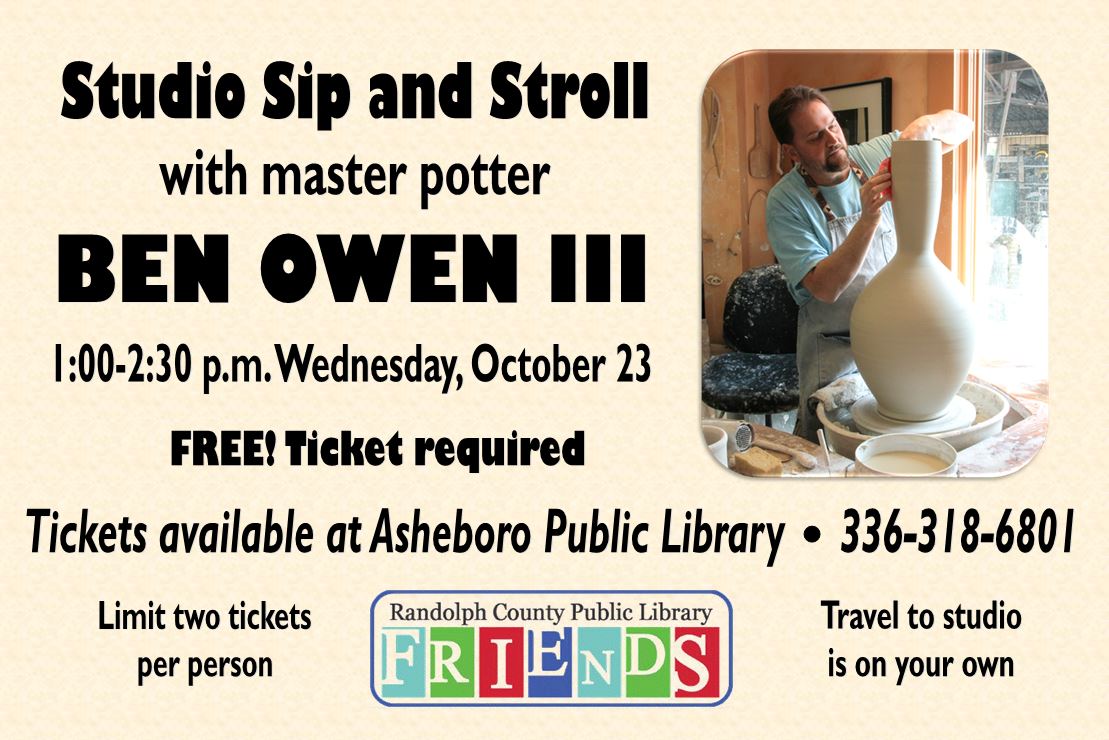 Studio Sip and Stroll
with master potter
BEN OWEN III
1:00-2:30 p.m. Wednesday, October 23
FREE! Ticket required
Tickets available at Asheboro Public Library • 336-318-6801
Limit two tickets
per person
Randolph County Public Library
FRIENDS
Travel to studio
is on your own